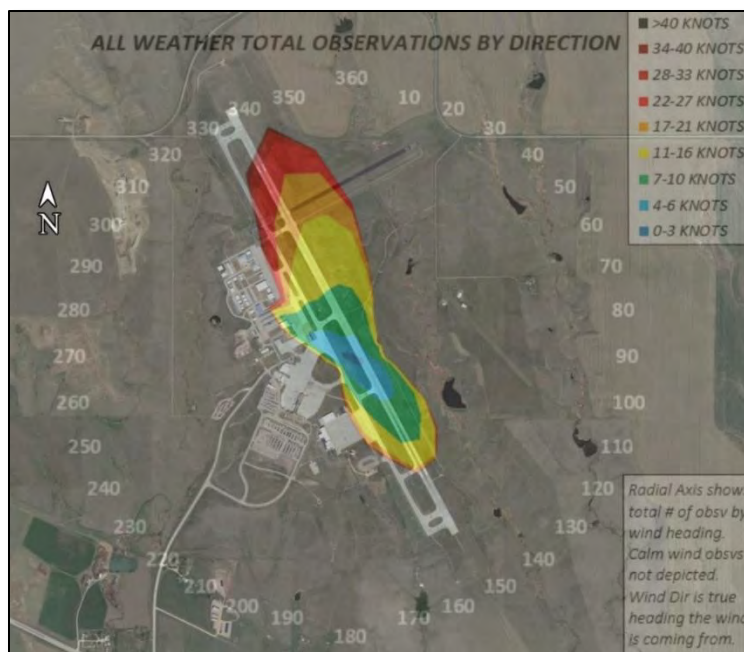 ALL WEATHER TOTAL OBSERVATIONS BY DIRECTION
>40 KNOTS
34-40 KNOTS
28-33 KNOTS
22-27 KNOTS
17-21 KNOTS
11-16 KNOTS
7-10 KNOTS
4-6 KNOTS
0-3 KNOTS
360
10
20
30
40
50
60
70
80
90
100
110
120
130
140
150
160
170
180
190
200
210
220
230
240
250
260
270
280
290
300
310
320
330
340
350
N
Radial Axis show
total # of obsv by
wind heading.
Calm wind obsvs
not depicted.
Wind Dir is true
heading the wind
is coming from.